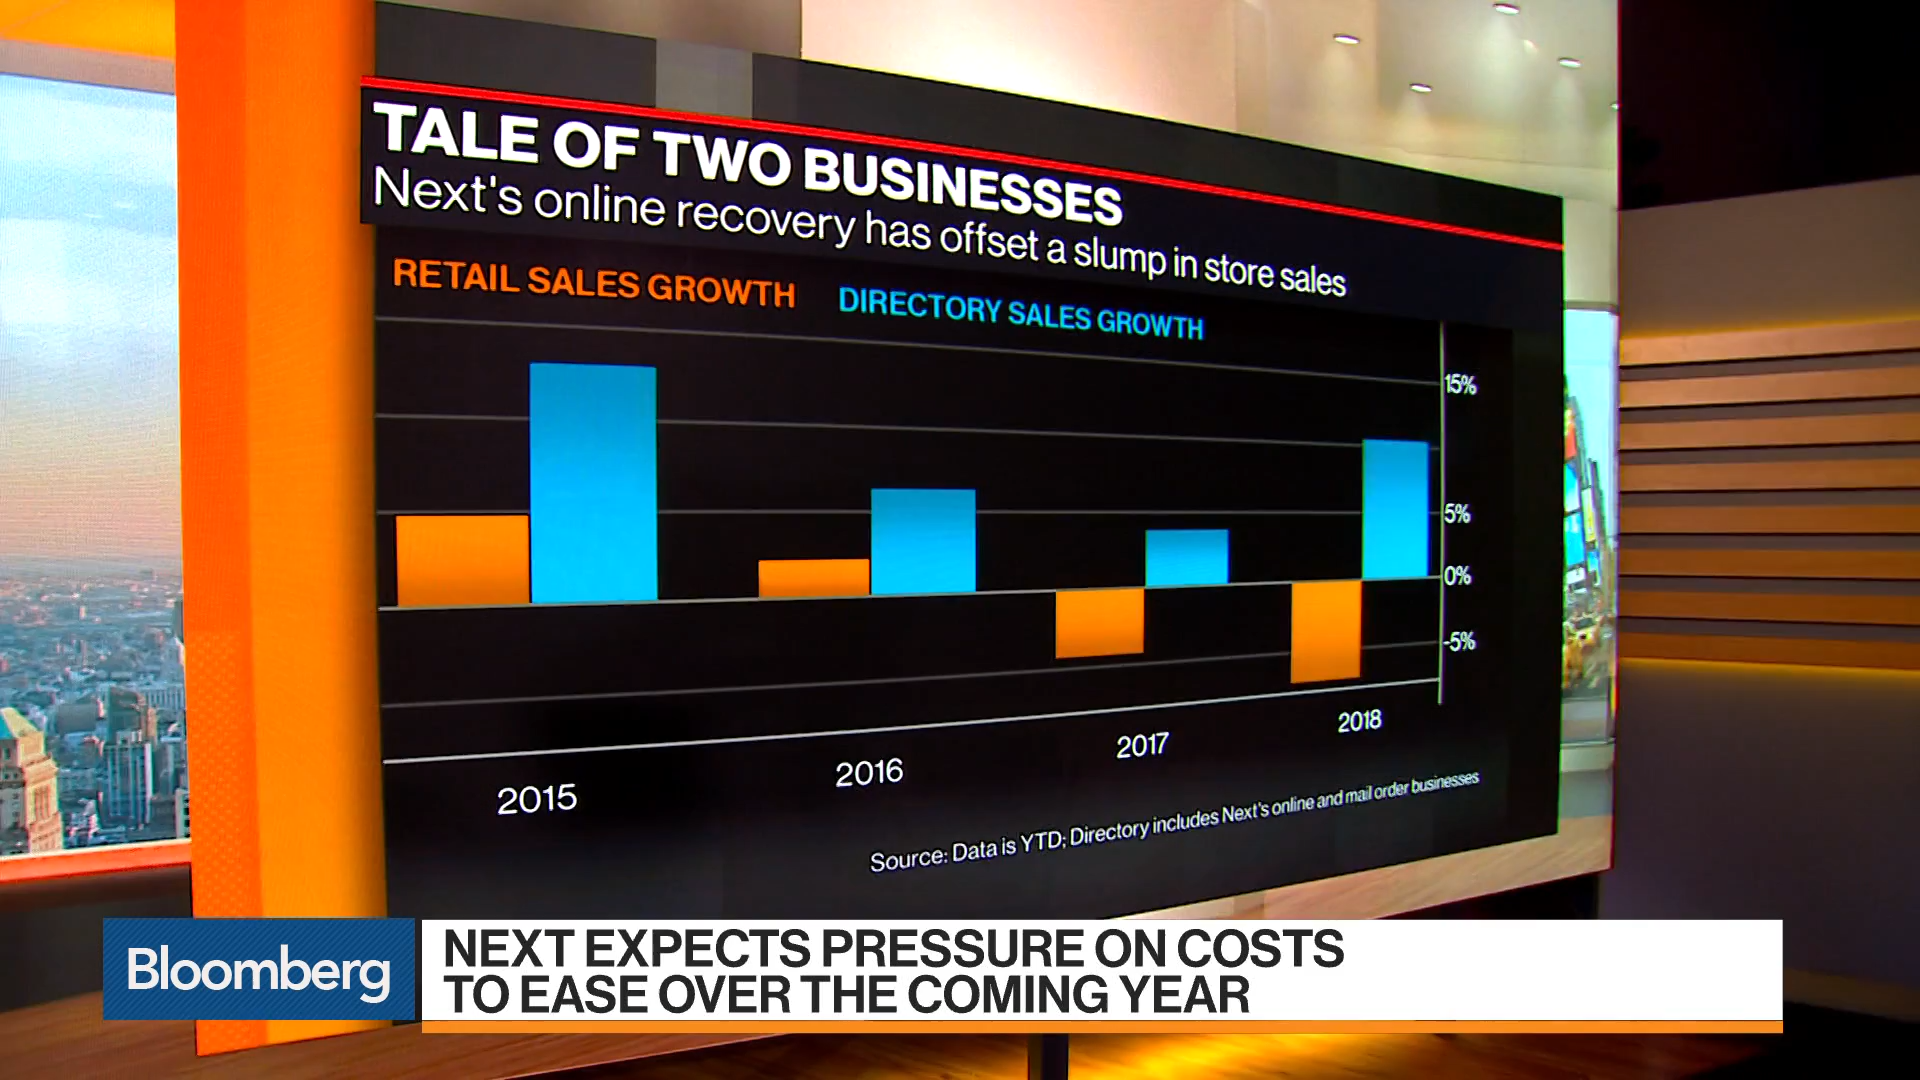 TALE OF TWO BUSINESSES
Next's online recovery has offset a slump in store sales
RETAIL SALES GROWTH DIRECTORY SALES GROWTH
15%
5%
0%
-5%
2015 2016 2017 2018
Source: Data is YTD; Directory includes Next's online and mail order businesses
Bloomberg
NEXT EXPECTS PRESSURE ON COSTS
TO EASE OVER THE COMING YEAR